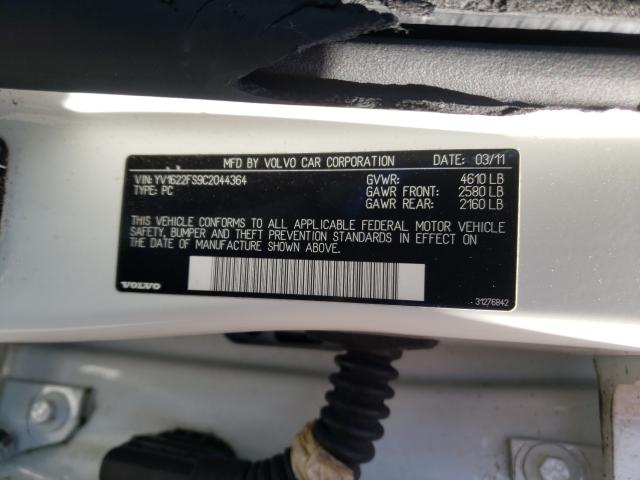 MFD BY VOLVO CAR CORPORATION DATE: 03/11
VIN: YV1622FS9C2044364 GVWR: 4610 LB
TYPE: PC GAWR FRONT: 2580 LB
GAWR REAR: 2160 LB
THIS VEHICLE CONFORMS TO ALL APPLICABLE FEDERAL MOTOR VEHICLE
SAFETY, BUMPER AND THEFT PREVENTION STANDARDS IN EFFECT ON
THE DATE OF MANUFACTURE SHOWN ABOVE.
VOLVO
31276842